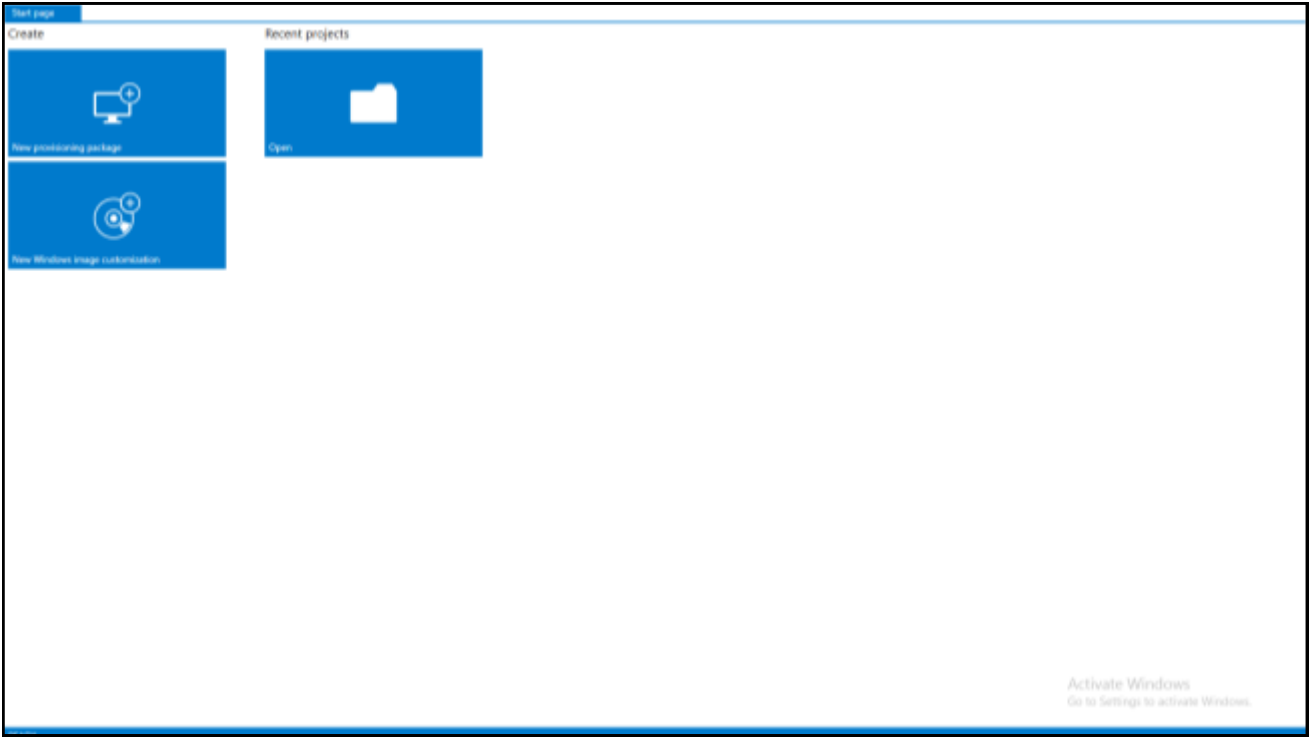 Start page
Create
Recent projects
New provisioning package
Open
New Windows image customization
Activate Windows
Go to Settings to activate Windows.